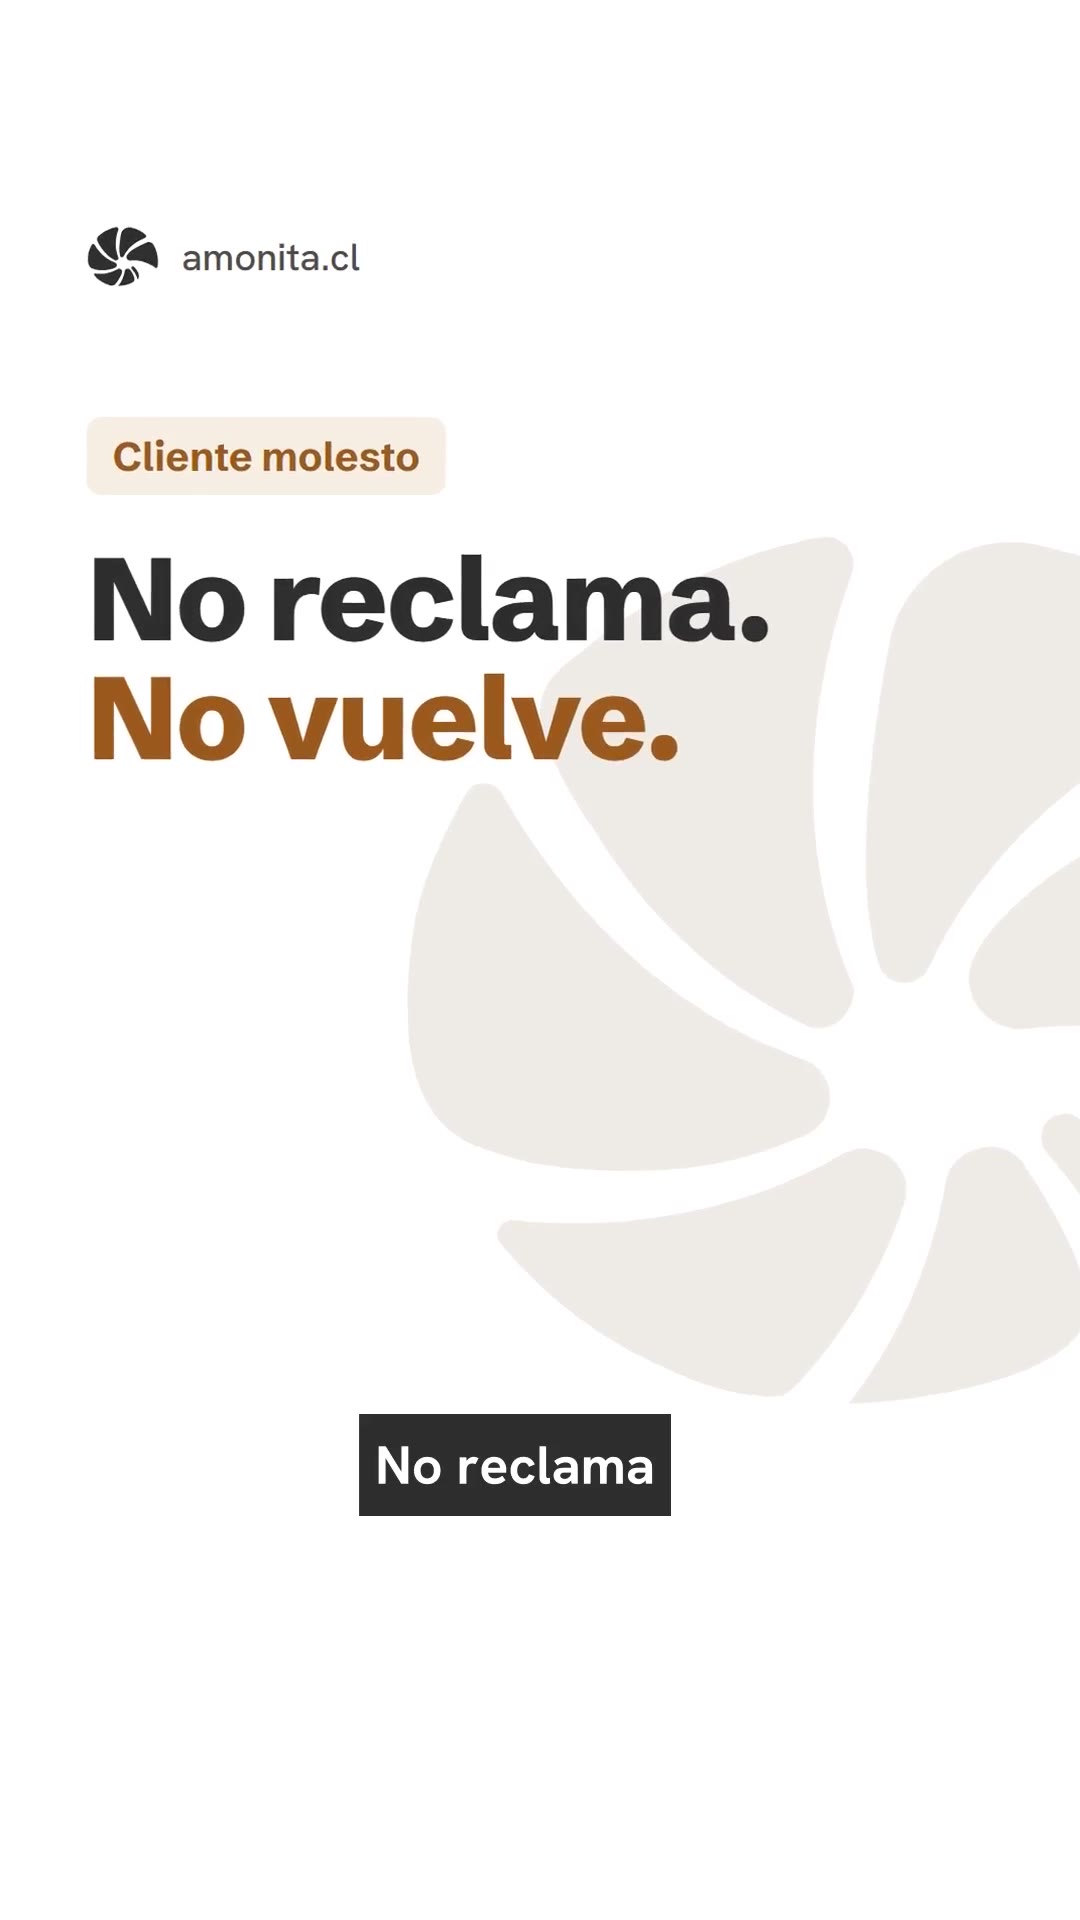 amonita.cl
Cliente molesto
No reclama.
No vuelve.
No reclama